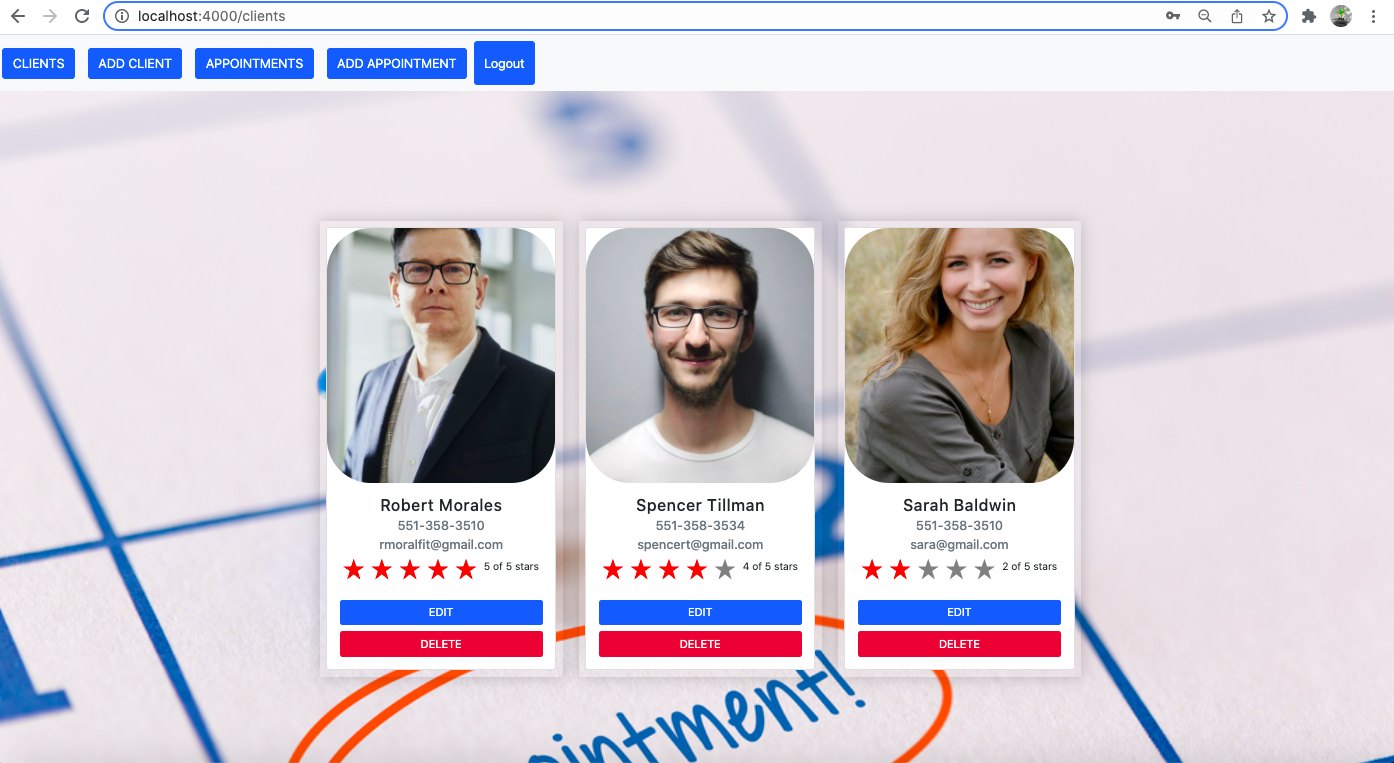 localhost:4000/clients
CLIENTS ADD CLIENT APPOINTMENTS ADD APPOINTMENT Logout
Robert Morales
551-358-3510
rmoralfit@gmail.com
5 of 5 stars
EDIT
DELETE
Spencer Tillman
551-358-3534
spencert@gmail.com
4 of 5 stars
EDIT
DELETE
Sarah Baldwin
551-358-3510
sara@gmail.com
2 of 5 stars
EDIT
DELETE
ointment!